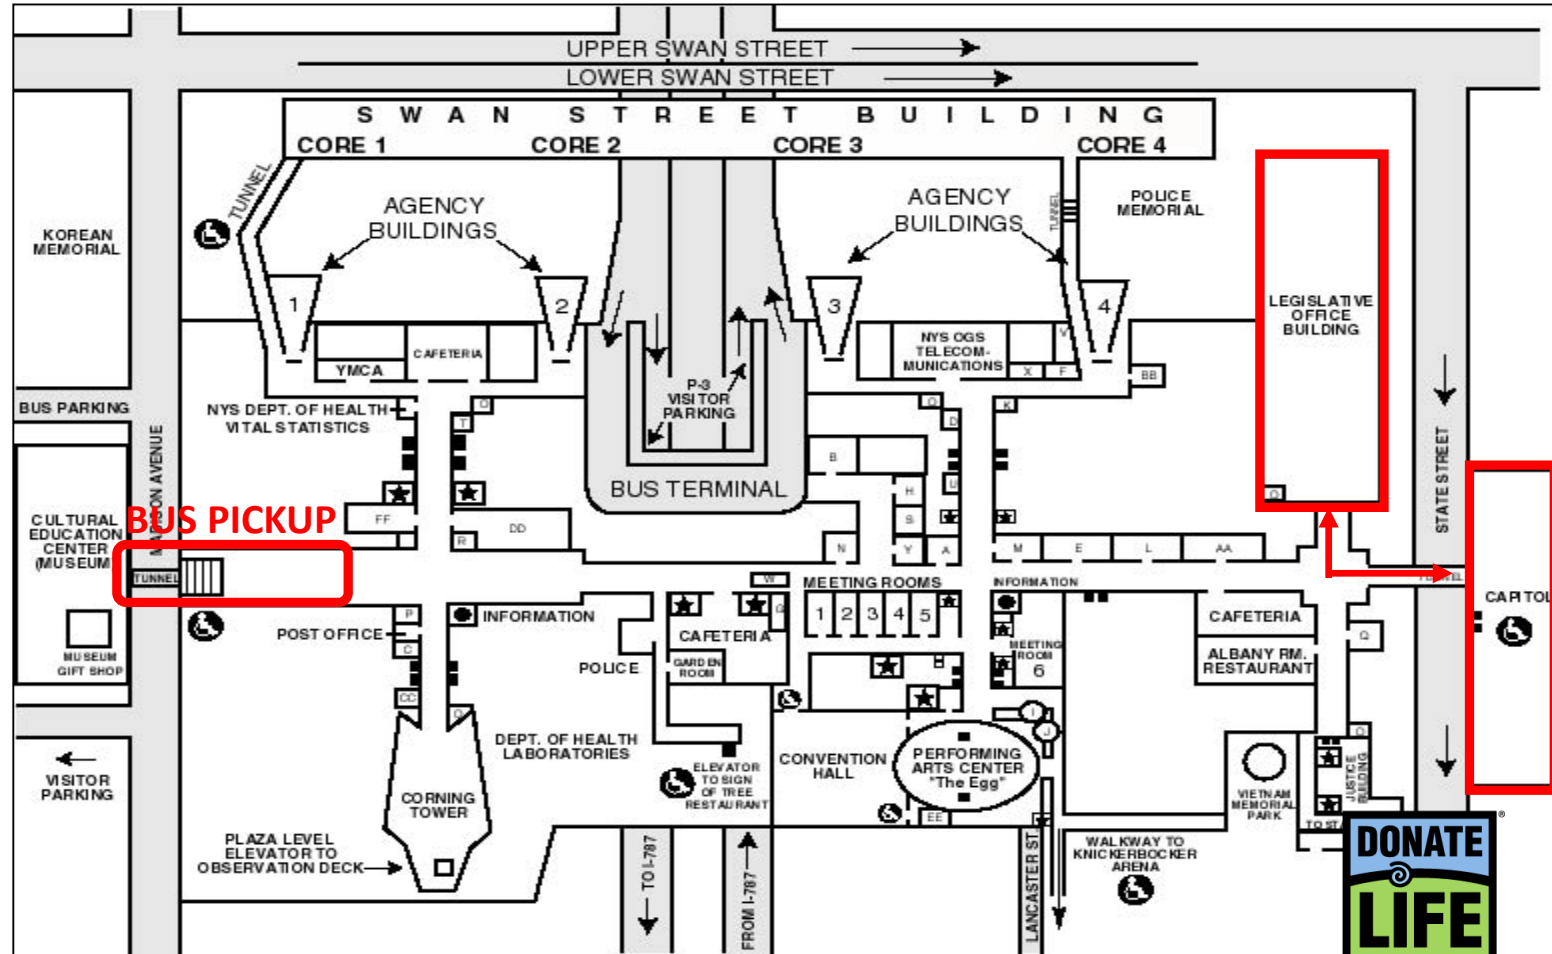 UPPER SWAN STREET
LOWER SWAN STREET
SWAN STREET BUILDING
CORE 1
CORE 2
CORE 3
CORE 4
TUNNEL
AGENCY
BUILDINGS
AGENCY
BUILDINGS
TUNNEL
POLICE
MEMORIAL
KOREAN
MEMORIAL
1
2
3
4
LEGISLATIVE
OFFICE
BUILDING
YMCA
CAFETERIA
P-3
VISITOR
PARKING
NYS OGS
TELECOM-
MUNICATIONS
V
X
F
BB
BUS PARKING
NYS DEPT. OF HEALTH
VITAL STATISTICS
O
T
O
D
K
U
B
H
S
Y
A
N
BUS TERMINAL
MADISON AVENUE
STATE STREET
CULTURAL
EDUCATION
CENTER
(MUSEUM
BUS PICKUP
FF
DD
R
M
E
L
AA
O
TUNNEL
W
MEETING ROOMS
INFORMATION
CAPITOL
P
INFORMATION
POST OFFICE
C
CC
O
MUSEUM
GIFT SHOP
POLICE
CAFETERIA
G
GARDEN
ROOM
1
2
3
4
5
MEETING
ROOM
6
CAFETERIA
ALBANY RM.
RESTAURANT
Q
I
J
O
VISITOR
PARKING
DEPT. OF HEALTH
LABORATORIES
ELEVATOR
TO SIGN
OF TREE
RESTAURANT
CONVENTION
HALL
PERFORMING
ARTS CENTER
"The Egg"
EE
VIETNAM
MEMORIAL
PARK
JUSTICE
BUILDING
CORNING
TOWER
PLAZA LEVEL
ELEVATOR TO
OBSERVATION DECK
TO I-787
FROM I-787
LANCASTER ST.
WALKWAY TO
KNICKERBOCKER
ARENA
DONATE
LIFE
®